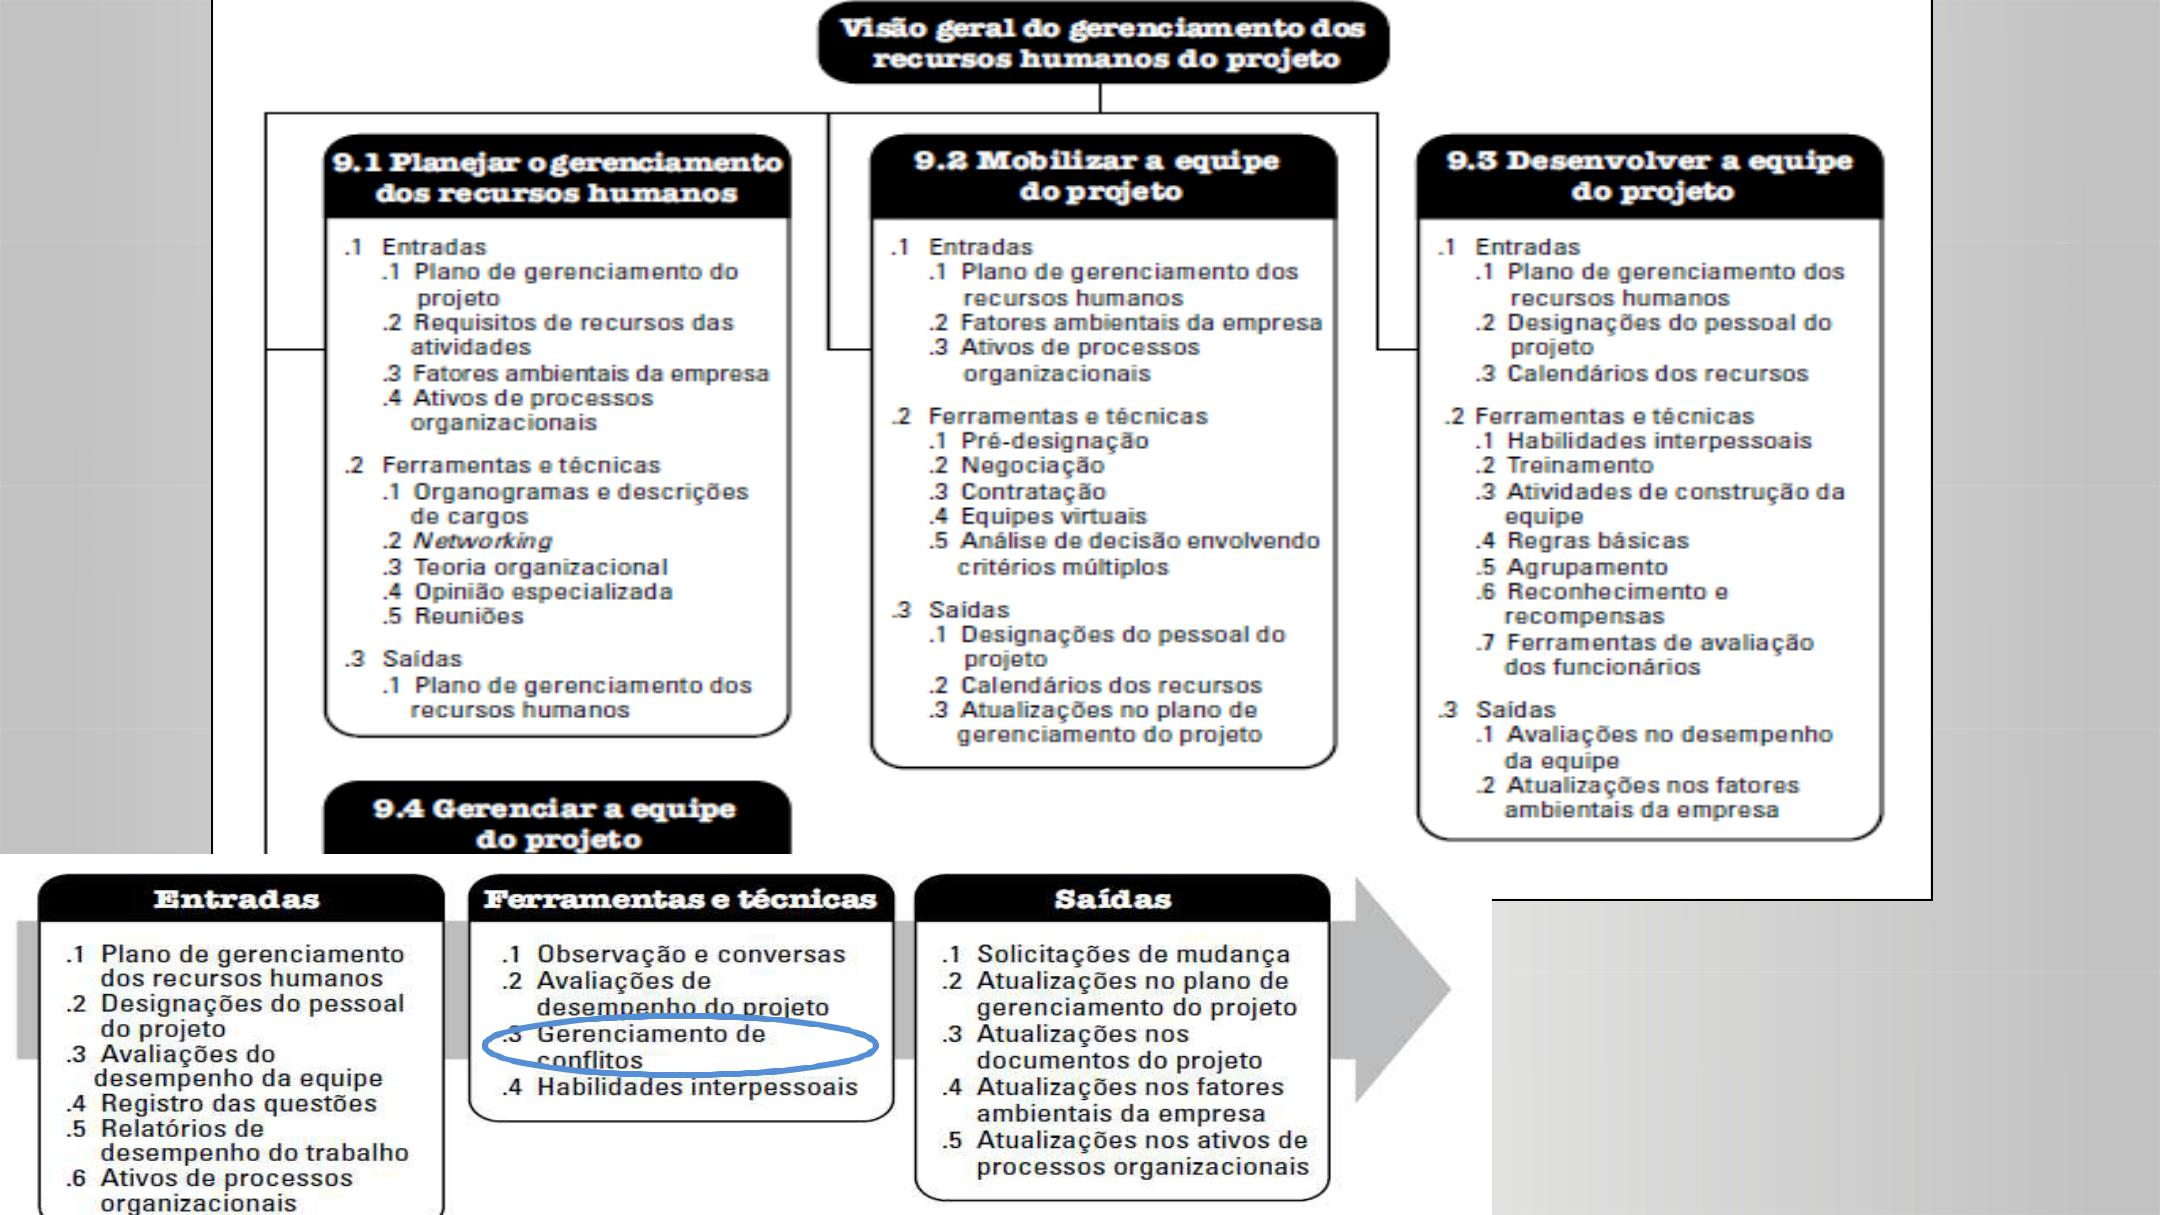 Visão geral do gerenciamento dos
recursos humanos do projeto
9.1 Planejar o gerenciamento
dos recursos humanos
.1 Entradas
.1 Plano de gerenciamento do
projeto
.2 Requisitos de recursos das
atividades
.3 Fatores ambientais da empresa
.4 Ativos de processos
organizacionais
.2 Ferramentas e técnicas
.1 Organogramas e descrições
de cargos
.2 Networking
.3 Teoria organizacional
.4 Opinião especializada
.5 Reuniões
.3 Saídas
.1 Plano de gerenciamento dos
recursos humanos
9.2 Mobilizar a equipe
do projeto
.1 Entradas
.1 Plano de gerenciamento dos
recursos humanos
.2 Fatores ambientais da empresa
.3 Ativos de processos
organizacionais
.2 Ferramentas e técnicas
.1 Pré-designação
.2 Negociação
.3 Contratação
.4 Equipes virtuais
.5 Análise de decisão envolvendo
critérios múltiplos
.3 Saídas
.1 Designações do pessoal do
projeto
.2 Calendários dos recursos
.3 Atualizações no plano de
gerenciamento do projeto
9.3 Desenvolver a equipe
do projeto
.1 Entradas
.1 Plano de gerenciamento dos
recursos humanos
.2 Designações do pessoal do
projeto
.3 Calendários dos recursos
.2 Ferramentas e técnicas
.1 Habilidades interpessoais
.2 Treinamento
.3 Atividades de construção da
equipe
.4 Regras básicas
.5 Agrupamento
.6 Reconhecimento e
recompensas
.7 Ferramentas de avaliação
dos funcionários
.3 Saídas
.1 Avaliações no desempenho
da equipe
.2 Atualizações nos fatores
ambientais da empresa
9.4 Gerenciar a equipe
do projeto
Entradas
.1 Plano de gerenciamento
dos recursos humanos
.2 Designações do pessoal
do projeto
.3 Avaliações do
desempenho da equipe
.4 Registro das questões
.5 Relatórios de
desempenho do trabalho
.6 Ativos de processos
organizacionais
Ferramentas e técnicas
.1 Observação e conversas
.2 Avaliações de
desempenho do projeto
.3 Gerenciamento de
conflitos
.4 Habilidades interpessoais
Saídas
.1 Solicitações de mudança
.2 Atualizações no plano de
gerenciamento do projeto
.3 Atualizações nos
documentos do projeto
.4 Atualizações nos fatores
ambientais da empresa
.5 Atualizações nos ativos de
processos organizacionais